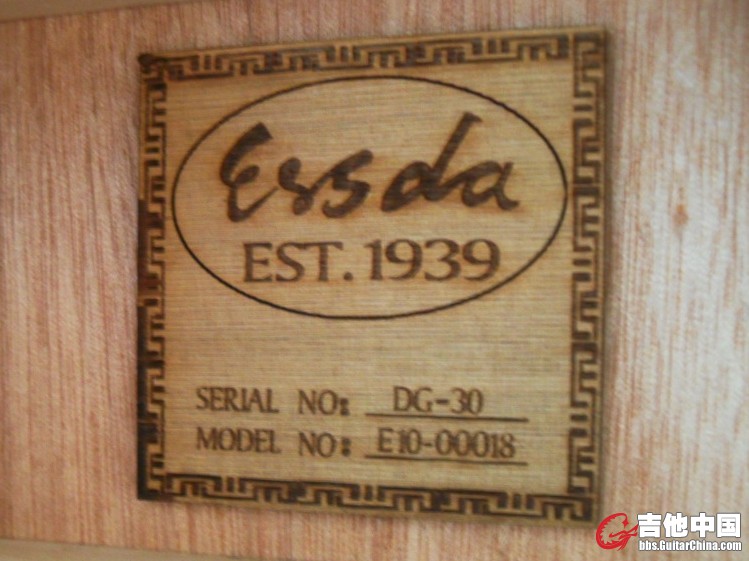 Essda
EST. 1939
SERIAL NO: DG-30
MODEL NO: E10-00018
吉他中国
bbs.GuitarChina.com